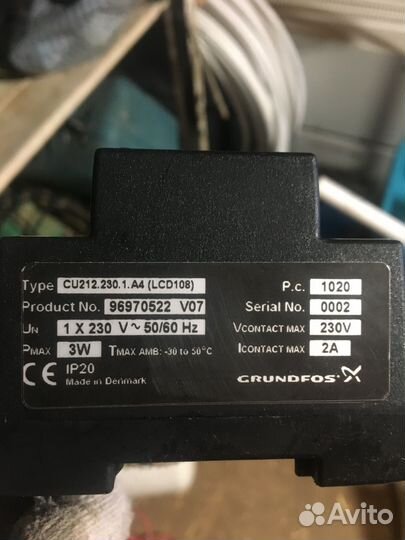 Type CU212.230.1.A4 (LCD108) P.c. 1020
Product No. 96970522 V07 Serial No. 0002
UN 1 X 230 V ~ 50/60 Hz VCONTACT MAX 230V
PMAX 3W TMAX AMB: -30 to 50°C ICONTACT MAX 2A
CE IP20
Made in Denmark
GRUNDFOS
Avito